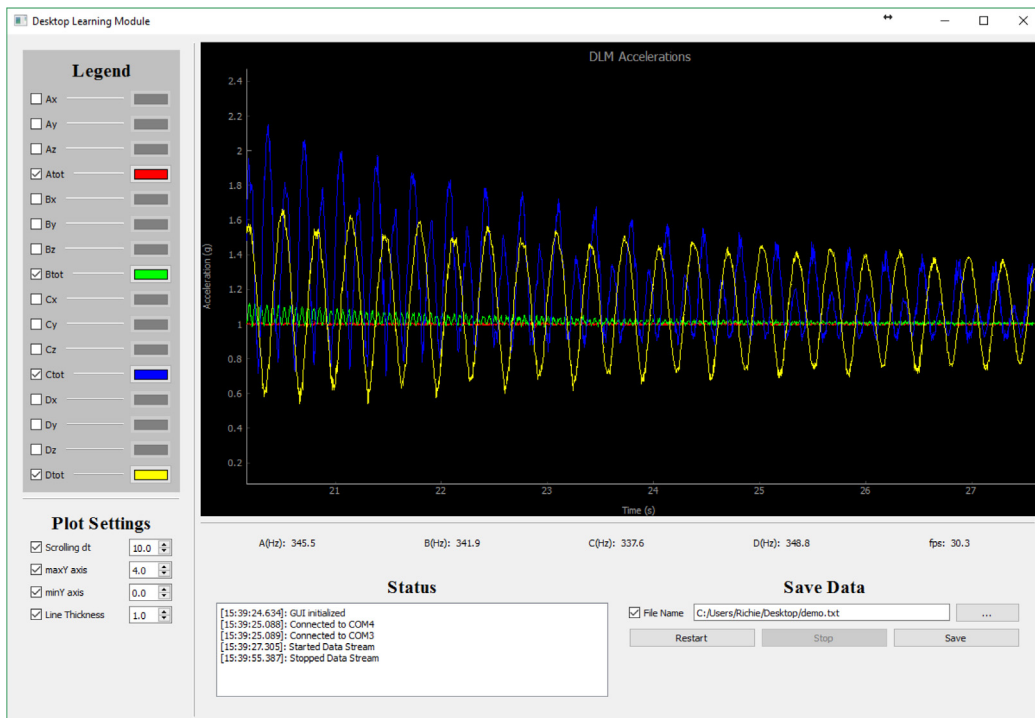 Desktop Learning Module
Legend
Ax
Ay
Az
Atot
Bx
By
Bz
Btot
Cx
Cy
Cz
Ctot
Dx
Dy
Dz
Dtot
Plot Settings
Scrolling dt 10.0
maxY axis 4.0
minY axis 0.0
Line Thickness 1.0
DLM Accelerations
2.4
2.2
2
1.8
1.6
1.4
1.2
1
0.8
0.6
0.4
0.2
Acceleration (g)
21 22 23 24 25 26 27
Time (s)
A(Hz): 345.5 B(Hz): 341.9 C(Hz): 337.6 D(Hz): 348.8 fps: 30.3
Status
[15:39:24.634]: GUI initialized
[15:39:25.088]: Connected to COM4
[15:39:25.089]: Connected to COM3
[15:39:27.305]: Started Data Stream
[15:39:55.387]: Stopped Data Stream
Save Data
File Name C:/Users/Richie/Desktop/demo.txt ...
Restart Stop Save